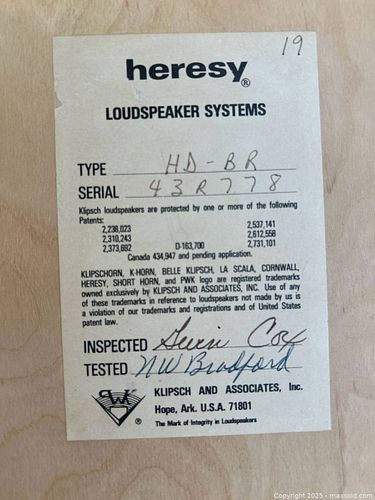 19
heresy®
LOUDSPEAKER SYSTEMS
TYPE HD-BR
SERIAL 43R778
Klipsch loudspeakers are protected by one or more of the following
Patents:
2,238,023 2,537,141
2,310,243 2,612,558
2,373,692 D-163,700 2,731,101
Canada 434,947 and pending application.
KLIPSCHORN, K-HORN, BELLE KLIPSCH, LA SCALA, CORNWALL,
HERESY, SHORT HORN, and PWK logo are registered trademarks
owned exclusively by KLIPSCH AND ASSOCIATES, INC. Use of any
of these trademarks in reference to loudspeakers not made by us is
a violation of our trademarks and registrations and of United States
patent law.
INSPECTED Cox
TESTED NW Bradford
PWK ®
KLIPSCH AND ASSOCIATES, Inc.
Hope, Ark. U.S.A. 71801
The Mark of Integrity in Loudspeakers
Copyright 2025 - maxsold.com